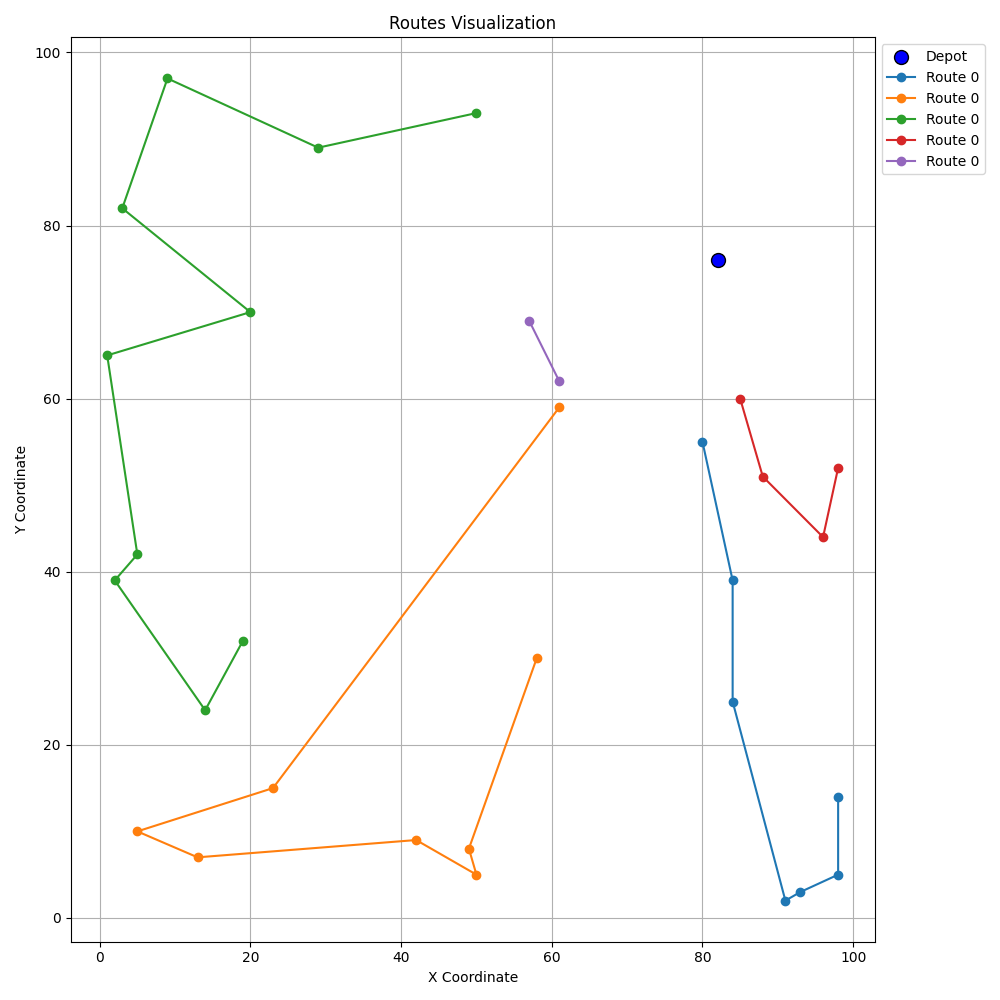 Routes Visualization
Depot
Route 0
Route 0
Route 0
Route 0
Route 0
Y Coordinate
100
80
60
40
20
0
0 20 40 60 80 100
X Coordinate